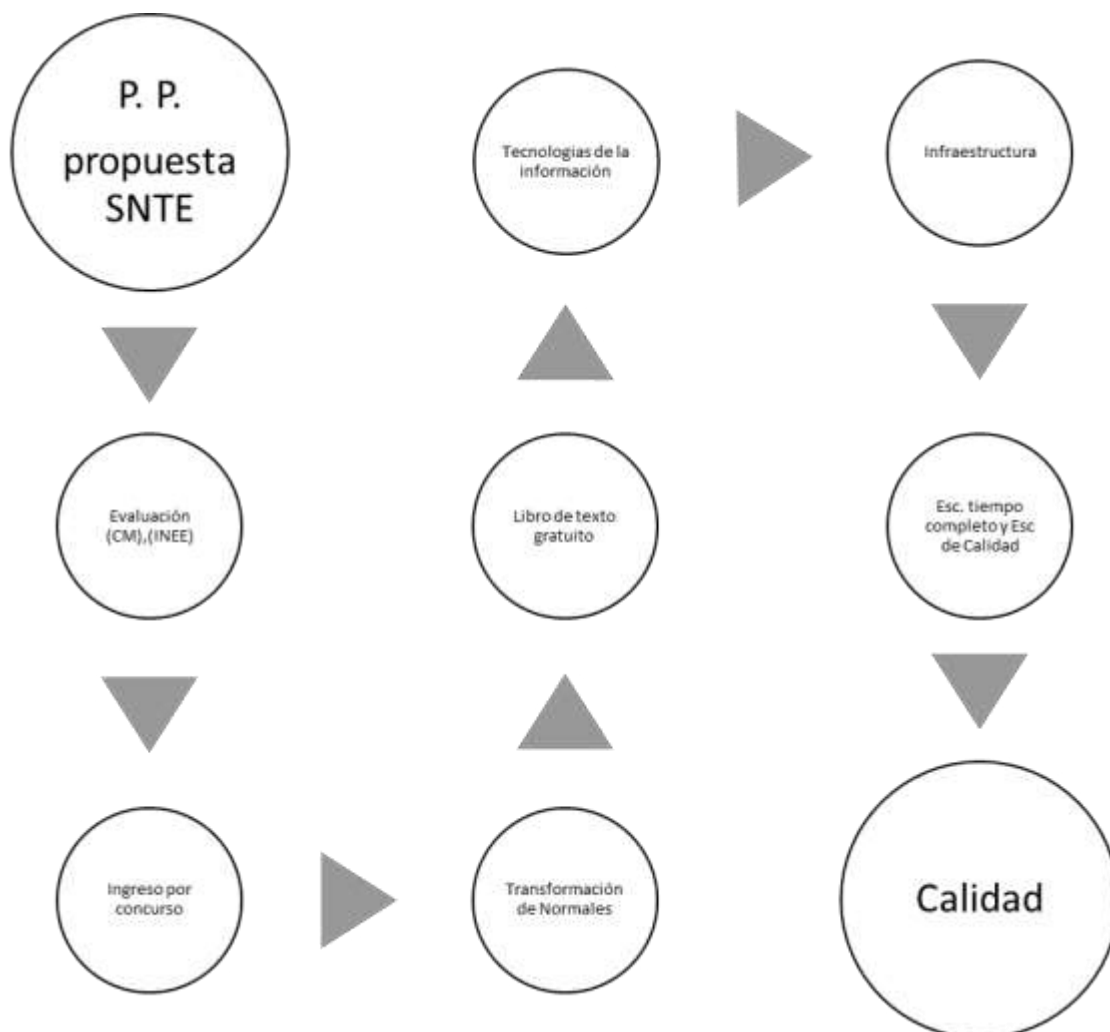 P. P.
propuesta
SNTE
Evaluación
(CM),(INEE)
Ingreso por
concurso
Transformación
de Normales
Libro de texto
gratuito
Tecnologias de la
información
Infraestructura
Esc. tiempo
completo y Esc
de Calidad
Calidad